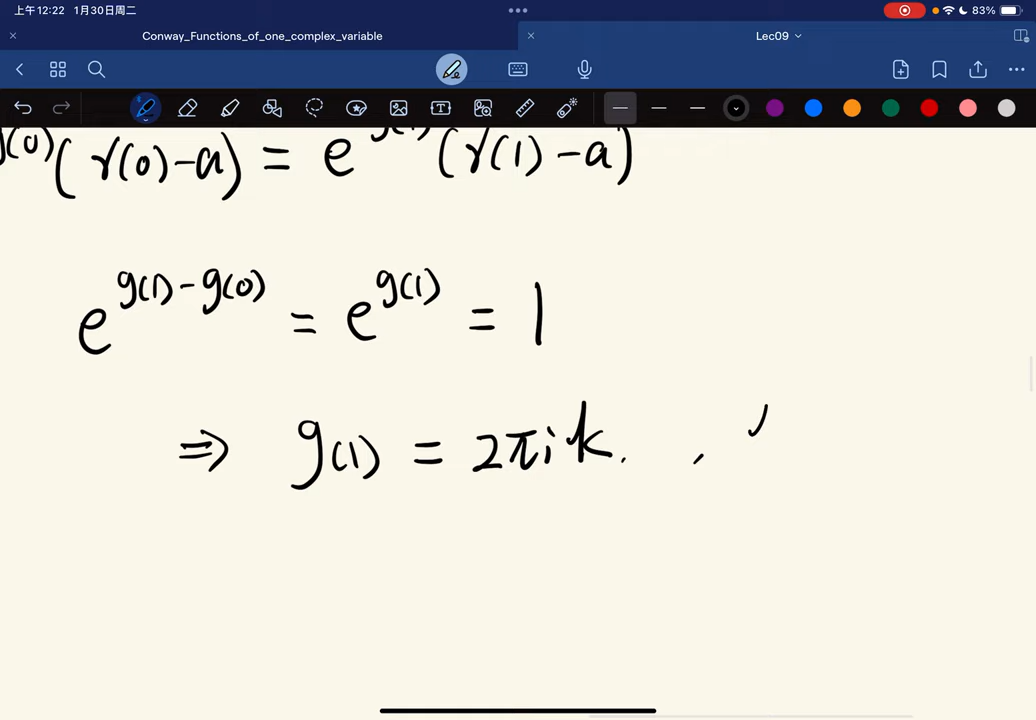 上午12:22 1月30日周二
83%
Conway_Functions_of_one_complex_variable
Lec09
(γ(0)-a) = e (γ(1)-a)
e^{g(1)-g(0)} = e^{g(1)} = 1
⇒ g(1) = 2πik. ,